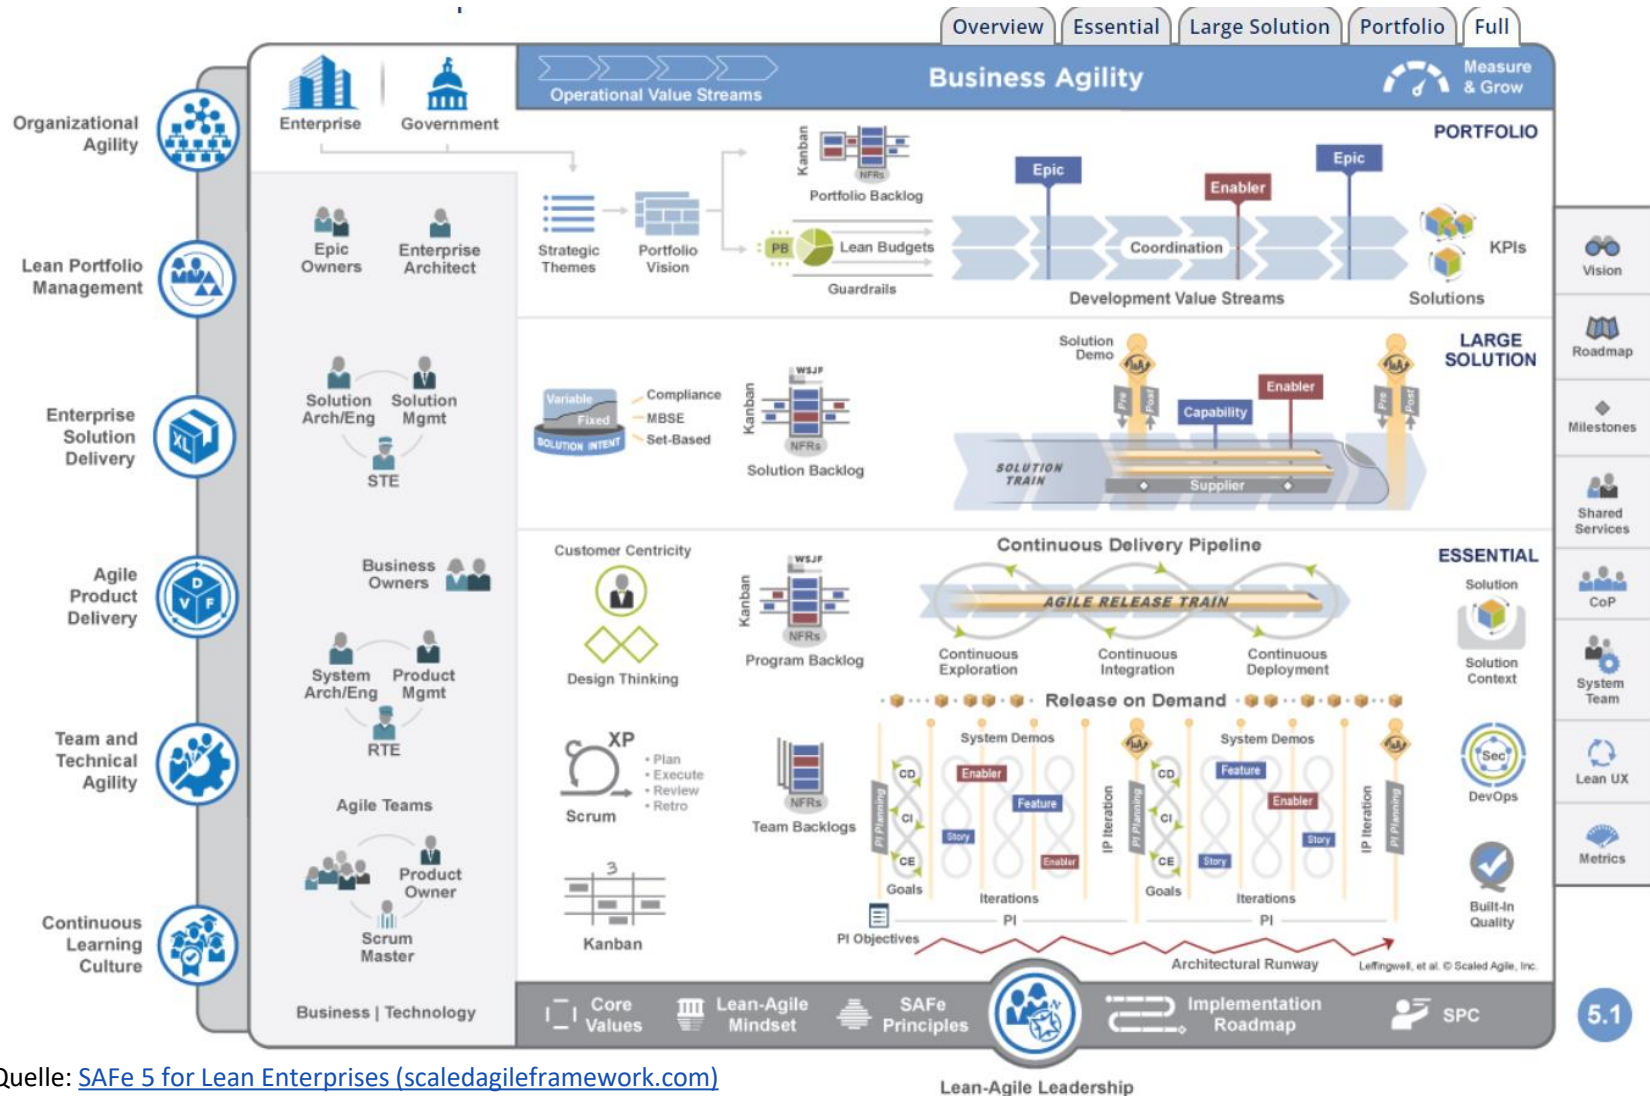 Overview
Essential
Large Solution
Portfolio
Full
Enterprise
Government
Operational Value Streams
Business Agility
Measure
& Grow
Organizational
Agility
Lean Portfolio
Management
Enterprise
Solution
Delivery
XL
Agile
Product
Delivery
D
V F
Team and
Technical
Agility
Continuous
Learning
Culture
Epic
Owners
Enterprise
Architect
Solution
Arch/Eng
Solution
Mgmt
STE
Business
Owners
System
Arch/Eng
Product
Mgmt
RTE
Agile Teams
Product
Owner
Scrum
Master
Business | Technology
PORTFOLIO
Strategic
Themes
Portfolio
Vision
Kanban
NFRs
Portfolio Backlog
PB
Lean Budgets
Guardrails
Epic
Enabler
Epic
Coordination
Development Value Streams
KPIs
Solutions
LARGE
SOLUTION
Variable
Fixed
SOLUTION INTENT
Compliance
MBSE
Set-Based
Kanban
WSJF
NFRs
Solution Backlog
Solution
Demo
I&A
Pre
Post
Capability
Enabler
I&A
Pre
Post
SOLUTION
TRAIN
Supplier
ESSENTIAL
Customer Centricity
Design Thinking
Kanban
WSJF
NFRs
Program Backlog
Continuous Delivery Pipeline
AGILE RELEASE TRAIN
Continuous
Exploration
Continuous
Integration
Continuous
Deployment
Release on Demand
Solution
Solution
Context
XP
Scrum
• Plan
• Execute
• Review
• Retro
NFRs
Team Backlogs
Kanban
3
PI Planning
CD
CI
CE
Goals
System Demos
Enabler
Feature
Story
Enabler
Iterations
IP Iteration
I&A
PI Planning
CD
CI
CE
Goals
System Demos
Feature
Enabler
Story
Story
Iterations
IP Iteration
I&A
PI Planning
PI
PI
PI Objectives
Architectural Runway
Sec
DevOps
Built-In
Quality
Leffingwell, et al. © Scaled Agile, Inc.
Vision
Roadmap
Milestones
Shared
Services
CoP
System
Team
Lean UX
Metrics
Core
Values
Lean-Agile
Mindset
SAFe
Principles
N
Implementation
Roadmap
SPC
5.1
Lean-Agile Leadership
Quelle: SAFe 5 for Lean Enterprises (scaledagileframework.com)